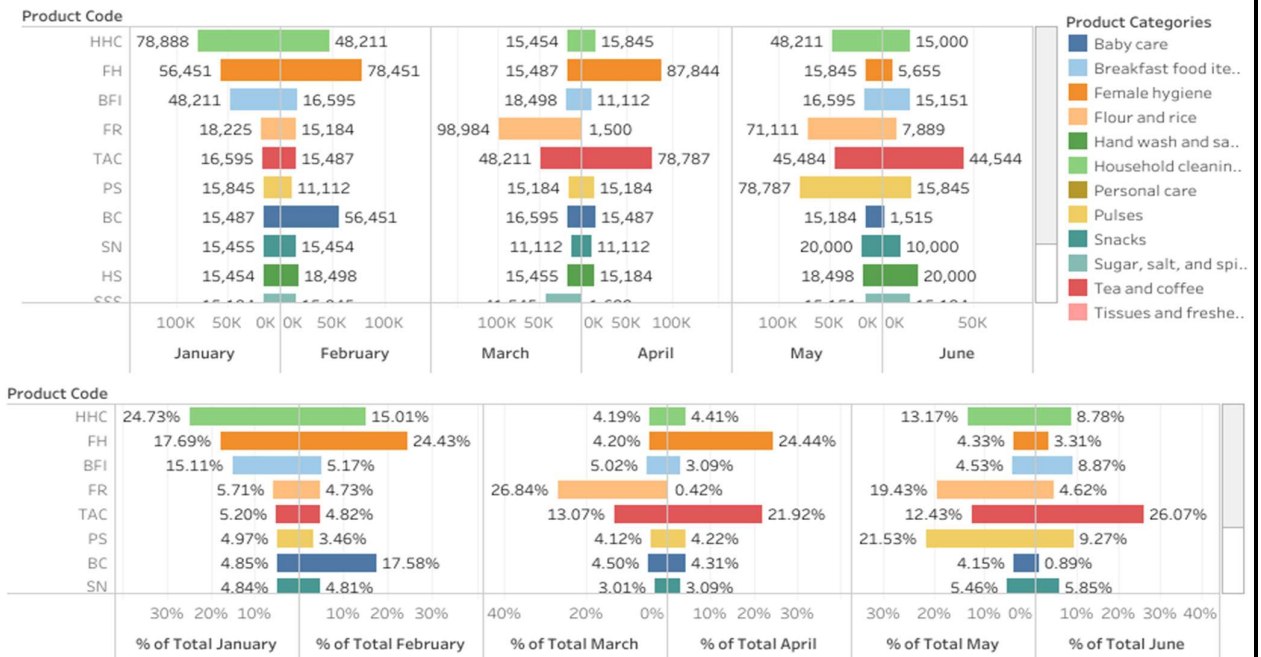 Product Code
HHC 78,888 48,211 15,454 15,845 48,211 15,000
FH 56,451 78,451 15,487 87,844 15,845 5,655
BFI 48,211 16,595 18,498 11,112 16,595 15,151
FR 18,225 15,184 98,984 1,500 71,111 7,889
TAC 16,595 15,487 48,211 78,787 45,484 44,544
PS 15,845 11,112 15,184 15,184 78,787 15,845
BC 15,487 56,451 16,595 15,487 15,184 1,515
SN 15,455 15,454 11,112 11,112 20,000 10,000
HS 15,454 18,498 15,455 15,184 18,498 20,000
SSS
100K 50K 0K 0K 50K 100K 100K 50K 0K 50K 100K 100K 50K 0K 0K 50K
January February March April May June
Product Categories
Baby care
Breakfast food ite..
Female hygiene
Flour and rice
Hand wash and sa..
Household cleanin..
Personal care
Pulses
Snacks
Sugar, salt, and spi..
Tea and coffee
Tissues and freshe..
Product Code
HHC 24.73% 15.01% 4.19% 4.41% 13.17% 8.78%
FH 17.69% 24.43% 4.20% 24.44% 4.33% 3.31%
BFI 15.11% 5.17% 5.02% 3.09% 4.53% 8.87%
FR 5.71% 4.73% 26.84% 0.42% 19.43% 4.62%
TAC 5.20% 4.82% 13.07% 21.92% 12.43% 26.07%
PS 4.97% 3.46% 4.12% 4.22% 21.53% 9.27%
BC 4.85% 17.58% 4.50% 4.31% 4.15% 0.89%
SN 4.84% 4.81% 3.01% 3.09% 5.46% 5.85%
30% 20% 10% 10% 20% 30% 40% 20% 0% 10% 20% 30% 30% 20% 10% 0% 10% 20% 30% 40%
% of Total January % of Total February % of Total March % of Total April % of Total May % of Total June